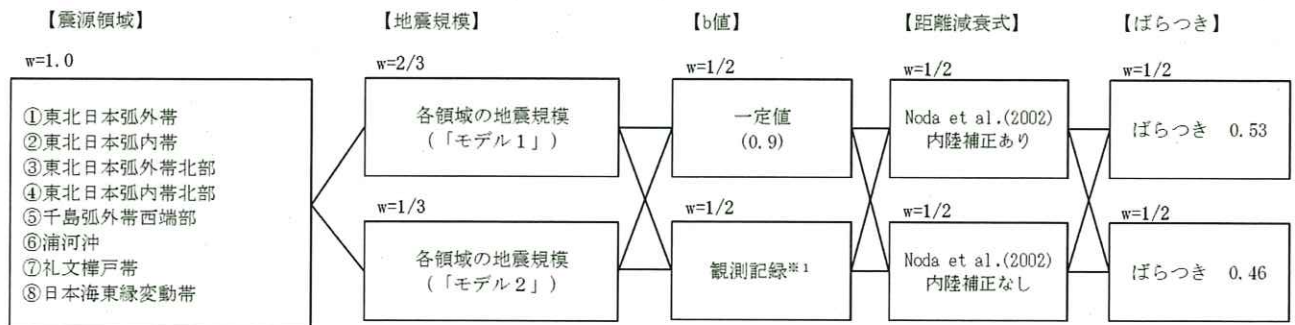 【震源領域】
w=1.0
①東北日本弧外帯
②東北日本弧内帯
③東北日本弧外帯北部
④東北日本弧内帯北部
⑤千島弧外帯西端部
⑥浦河沖
⑦礼文樺戸帯
⑧日本海東縁変動帯
【地震規模】
w=2/3
各領域の地震規模
(「モデル1」)
w=1/3
各領域の地震規模
(「モデル2」)
【b値】
w=1/2
一定値
(0.9)
w=1/2
観測記録※1
【距離減衰式】
w=1/2
Noda et al.(2002)
内陸補正あり
w=1/2
Noda et al.(2002)
内陸補正なし
【ばらつき】
w=1/2
ばらつき 0.53
w=1/2
ばらつき 0.46